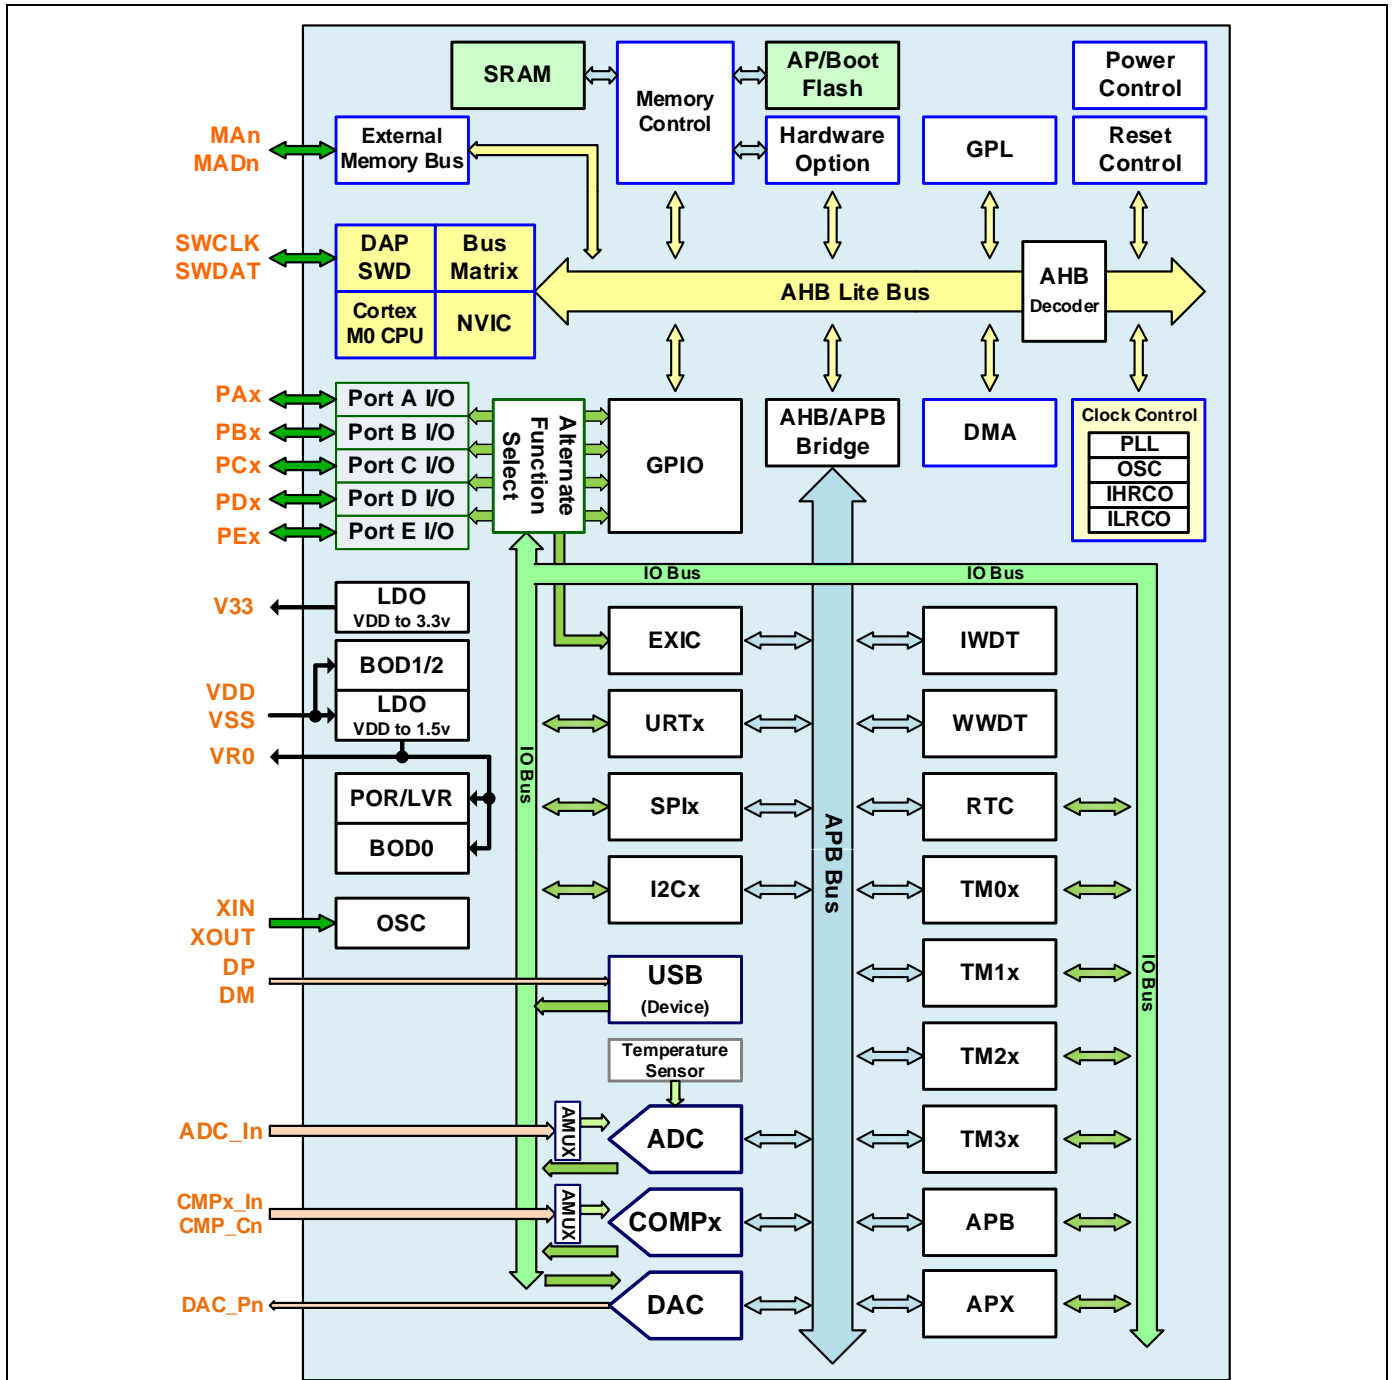 SRAM
Memory
Control
AP/Boot
Flash
Power
Control
MAn
MADn
External
Memory Bus
Hardware
Option
GPL
Reset
Control
SWCLK
SWDAT
DAP
SWD
Bus
Matrix
Cortex
M0 CPU
NVIC
AHB Lite Bus
AHB
Decoder
PAx
PBx
PCx
PDx
PEx
Port A I/O
Port B I/O
Port C I/O
Port D I/O
Port E I/O
Alternate
Function
Select
GPIO
AHB/APB
Bridge
DMA
Clock Control
PLL
OSC
IHRCO
ILRCO
IO Bus
IO Bus
V33
LDO
VDD to 3.3v
EXIC
IWDT
BOD1/2
VDD
VSS
LDO
VDD to 1.5v
URTx
WWDT
VR0
IO Bus
POR/LVR
BOD0
SPIx
RTC
APB Bus
I2Cx
TM0x
XIN
XOUT
OSC
DP
DM
USB
(Device)
TM1x
IO Bus
Temperature
Sensor
TM2x
ADC_In
AMUX
ADC
TM3x
CMPx_In
CMP_Cn
AMUX
COMPx
APB
DAC_Pn
DAC
APX